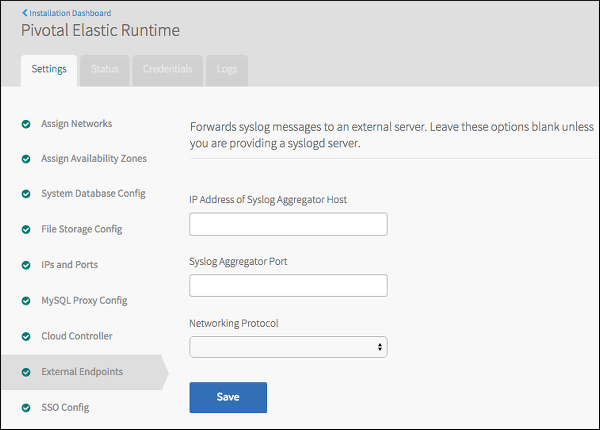 Installation Dashboard
Pivotal Elastic Runtime
Settings
Status
Credentials
Logs
Assign Networks
Assign Availability Zones
System Database Config
File Storage Config
IPs and Ports
MySQL Proxy Config
Cloud Controller
External Endpoints
SSO Config
Forwards syslog messages to an external server. Leave these options blank unless
you are providing a syslogd server.
IP Address of Syslog Aggregator Host
Syslog Aggregator Port
Networking Protocol
Save